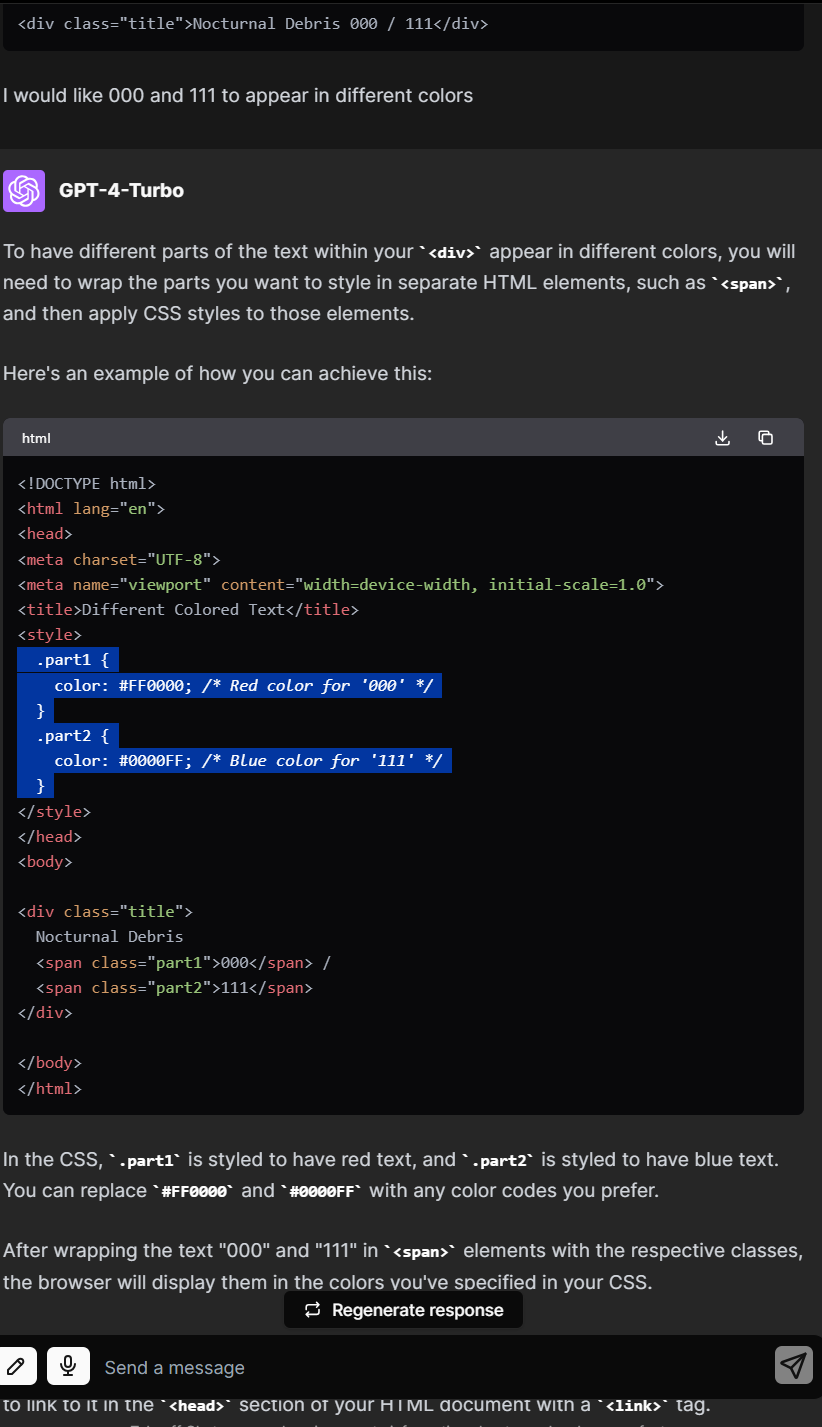 <div class="title">Nocturnal Debris 000 / 111</div>
I would like 000 and 111 to appear in different colors
GPT-4-Turbo
To have different parts of the text within your `<div>` appear in different colors, you will
need to wrap the parts you want to style in separate HTML elements, such as `<span>`,
and then apply CSS styles to those elements.
Here's an example of how you can achieve this:
html
<!DOCTYPE html>
<html lang="en">
<head>
<meta charset="UTF-8">
<meta name="viewport" content="width=device-width, initial-scale=1.0">
<title>Different Colored Text</title>
<style>
  .part1 {
    color: #FF0000; /* Red color for '000' */
  }
  .part2 {
    color: #0000FF; /* Blue color for '111' */
  }
</style>
</head>
<body>
<div class="title">
  Nocturnal Debris
  <span class="part1">000</span> /
  <span class="part2">111</span>
</div>
</body>
</html>
In the CSS, `.part1` is styled to have red text, and `.part2` is styled to have blue text.
You can replace `#FF0000` and `#0000FF` with any color codes you prefer.
After wrapping the text "000" and "111" in `<span>` elements with the respective classes,
the browser will display them in the colors you've specified in your CSS.
Regenerate response
Send a message
to link to it in the `<head>` section of your HTML document with a `<link>` tag.